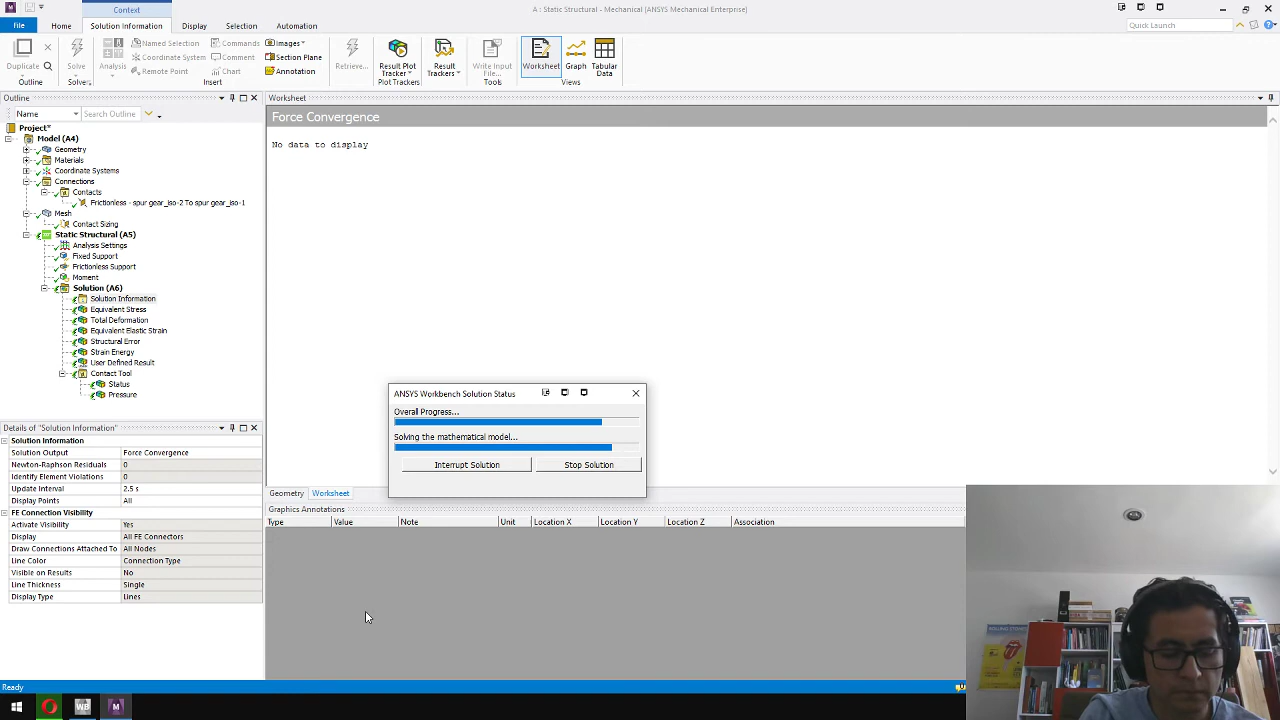 Context
A : Static Structural - Mechanical [ANSYS Mechanical Enterprise]
File Home Solution Information Display Selection Automation
Quick Launch
Duplicate
Outline
Solve
Solver
Analysis
Named Selection
Coordinate System
Remote Point
Commands
Comment
Chart
Images
Section Plane
Annotation
Insert
Retrieve...
Result Plot
Tracker
Plot Trackers
Result
Trackers
Write Input
File...
Tools
Worksheet
Graph
Tabular
Data
Views
Outline
Name
Search Outline
Project*
Model (A4)
Geometry
Materials
Coordinate Systems
Connections
Contacts
Frictionless - spur gear_iso-2 To spur gear_iso-1
Mesh
Contact Sizing
Static Structural (A5)
Analysis Settings
Fixed Support
Frictionless Support
Moment
Solution (A6)
Solution Information
Equivalent Stress
Total Deformation
Equivalent Elastic Strain
Structural Error
Strain Energy
User Defined Result
Contact Tool
Status
Pressure
Worksheet
Force Convergence
No data to display
ANSYS Workbench Solution Status
Overall Progress...
Solving the mathematical model...
Interrupt Solution
Stop Solution
Details of "Solution Information"
Solution Information
Solution Output Force Convergence
Newton-Raphson Residuals 0
Identify Element Violations 0
Update Interval 2.5 s
Display Points All
FE Connection Visibility
Activate Visibility Yes
Display All FE Connectors
Draw Connections Attached To All Nodes
Line Color Connection Type
Visible on Results No
Line Thickness Single
Display Type Lines
Geometry Worksheet
Graphics Annotations
Type Value Note Unit Location X Location Y Location Z Association
Ready
WB
M